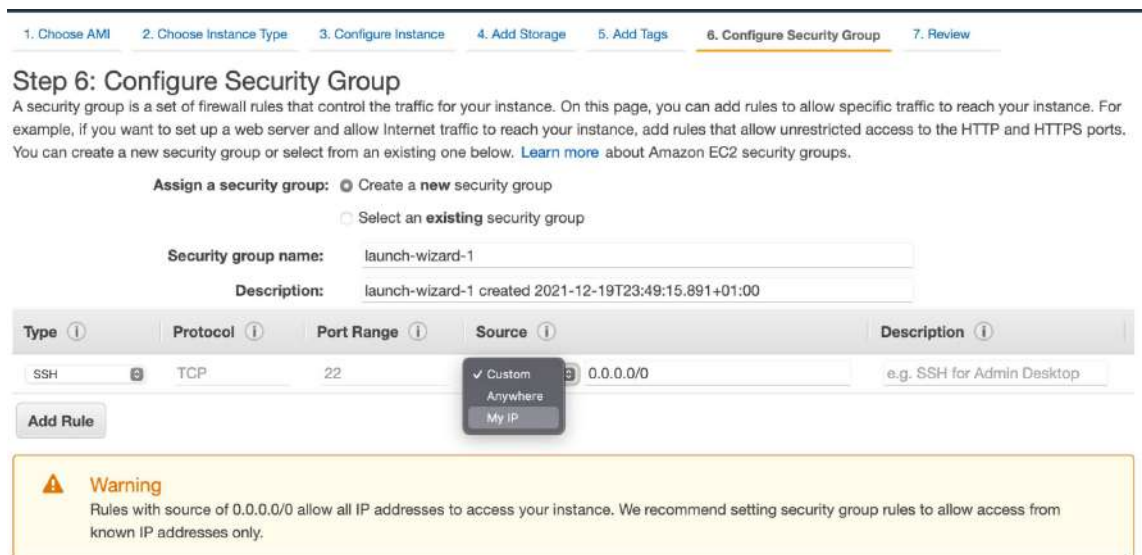 1. Choose AMI 2. Choose Instance Type 3. Configure Instance 4. Add Storage 5. Add Tags 6. Configure Security Group 7. Review
Step 6: Configure Security Group
A security group is a set of firewall rules that control the traffic for your instance. On this page, you can add rules to allow specific traffic to reach your instance. For
example, if you want to set up a web server and allow Internet traffic to reach your instance, add rules that allow unrestricted access to the HTTP and HTTPS ports.
You can create a new security group or select from an existing one below. Learn more about Amazon EC2 security groups.
Assign a security group: Create a new security group
Select an existing security group
Security group name: launch-wizard-1
Description: launch-wizard-1 created 2021-12-19T23:49:15.891+01:00
Type i Protocol i Port Range i Source i Description i
SSH TCP 22 ✓ Custom 0.0.0.0/0 e.g. SSH for Admin Desktop
Anywhere
My IP
Add Rule
Warning
Rules with source of 0.0.0.0/0 allow all IP addresses to access your instance. We recommend setting security group rules to allow access from
known IP addresses only.